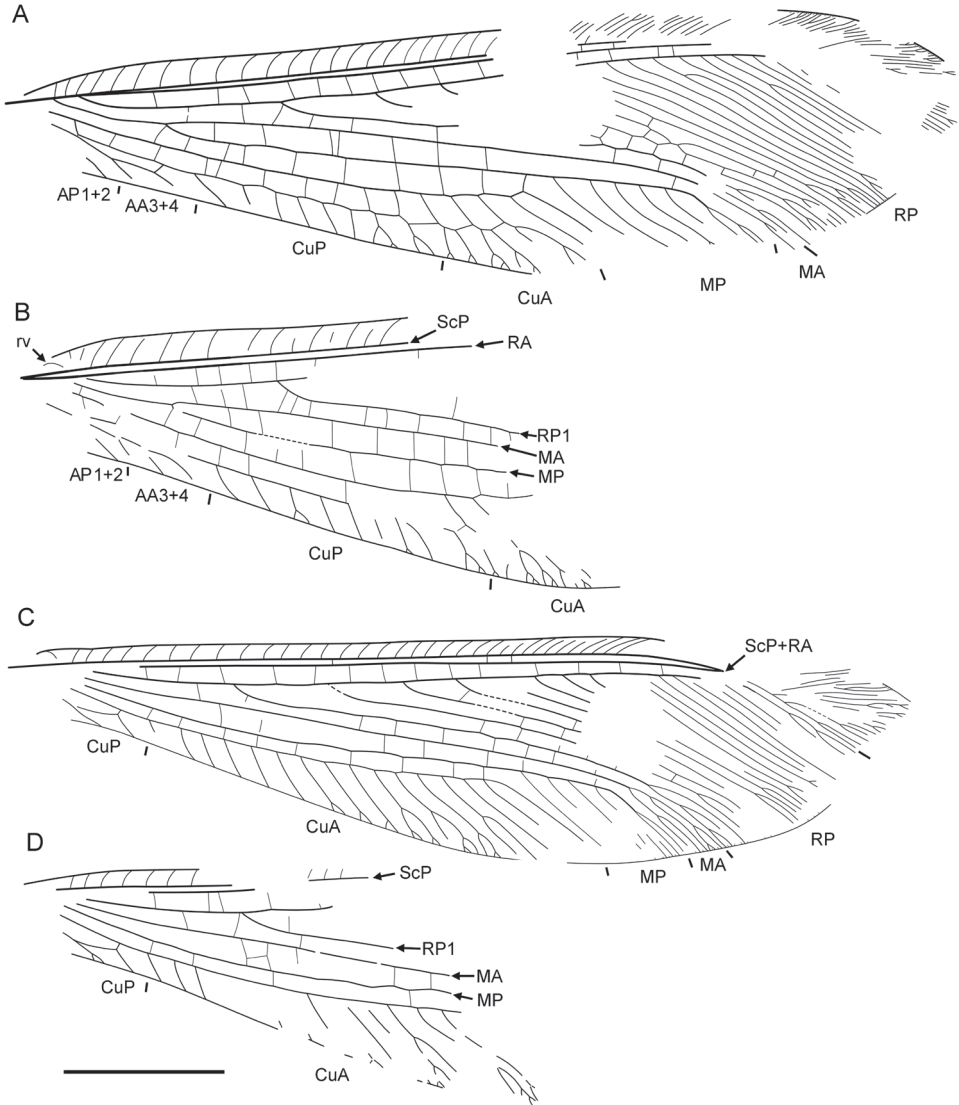 A
AP1+2
AA3+4
CuP
CuA
MP
MA
RP
B
rv
ScP
RA
RP1
MA
MP
AP1+2
AA3+4
CuP
CuA
C
ScP+RA
CuP
CuA
MP
MA
RP
D
ScP
RP1
MA
MP
CuP
CuA